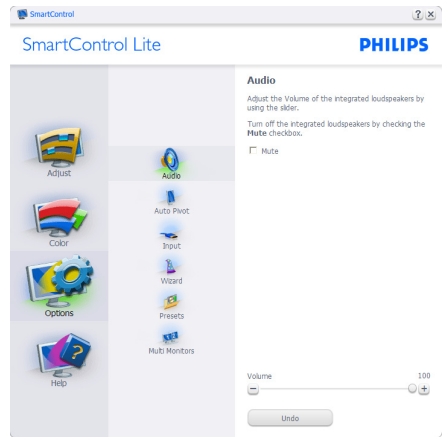 SmartControl
SmartControl Lite
PHILIPS
Adjust
Color
Options
Help
Audio
Auto Pivot
Input
Wizard
Presets
Multi Monitors
Audio
Adjust the Volume of the integrated loudspeakers by
using the slider.
Turn off the integrated loudspeakers by checking the
Mute checkbox.
Mute
Volume 100
Undo